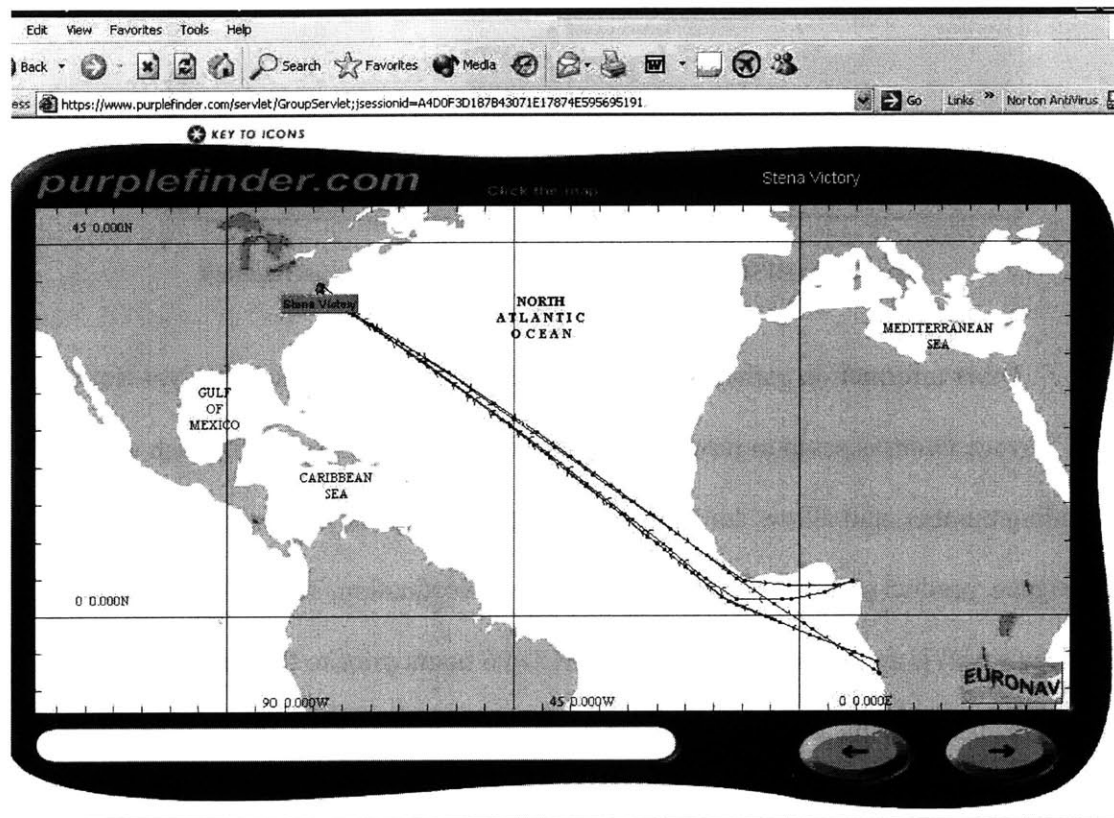 Edit View Favorites Tools Help
Back Search Favorites Media
ess https://www.purplefinder.com/servlet/GroupServlet;jsessionid=A4D0F3D187B43071E17874E595695191 Go Links » Norton AntiVirus
KEY TO ICONS
purplefinder.com Click the map Stena Victory
45 0.000N
Stena Victory
NORTH
ATLANTIC
OCEAN
MEDITERRANEAN
SEA
GULF
OF
MEXICO
CARIBBEAN
SEA
0 0.000N
EURONAV
90 0.000W 45 0.000W 0 0.000E